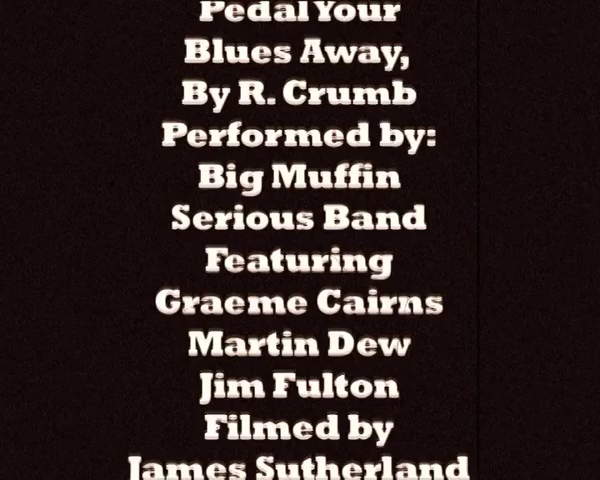 Pedal Your
Blues Away,
By R. Crumb
Performed by:
Big Muffin
Serious Band
Featuring
Graeme Cairns
Martin Dew
Jim Fulton
Filmed by
James Sutherland